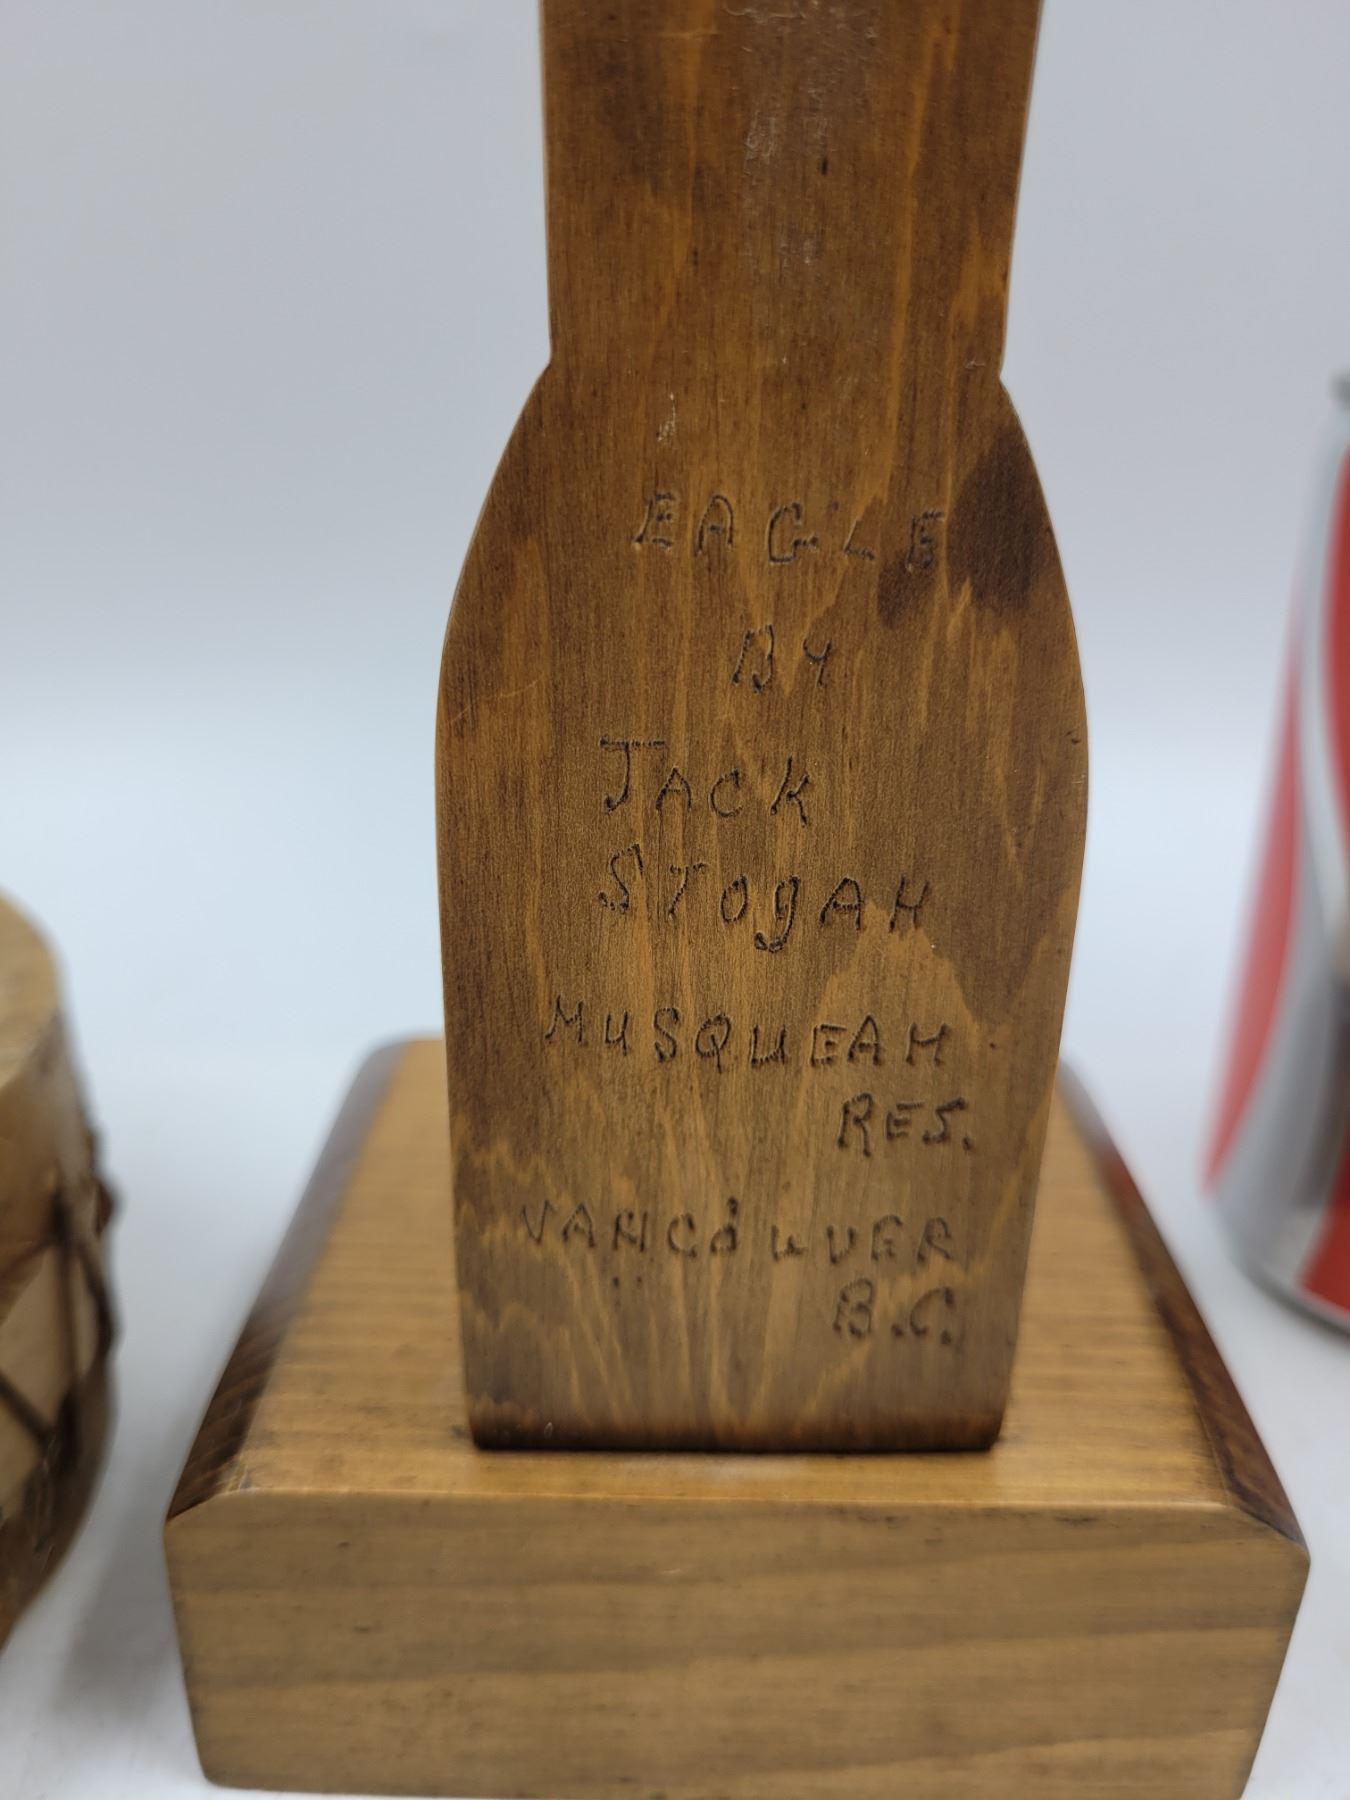 EAGLE
BY
JACK
STOgAH
MUSQUEAM
RES.
VANCOUVER
B.C.